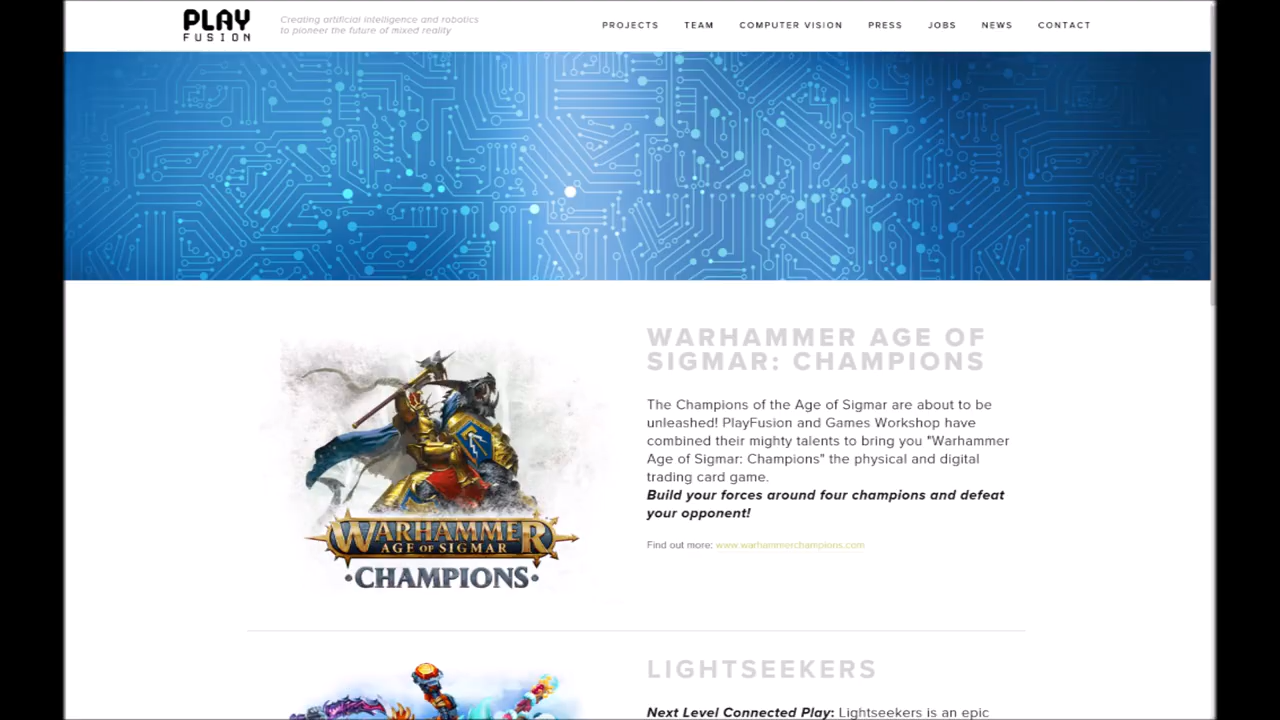 PLAY
FUSION
Creating artificial intelligence and robotics
to pioneer the future of mixed reality
PROJECTS TEAM COMPUTER VISION PRESS JOBS NEWS CONTACT
WARHAMMER AGE OF
SIGMAR: CHAMPIONS
The Champions of the Age of Sigmar are about to be
unleashed! PlayFusion and Games Workshop have
combined their mighty talents to bring you "Warhammer
Age of Sigmar: Champions" the physical and digital
trading card game.
Build your forces around four champions and defeat
your opponent!
Find out more: www.warhammerchampions.com
WARHAMMER
AGE OF SIGMAR
·CHAMPIONS·
LIGHTSEEKERS
Next Level Connected Play: Lightseekers is an epic